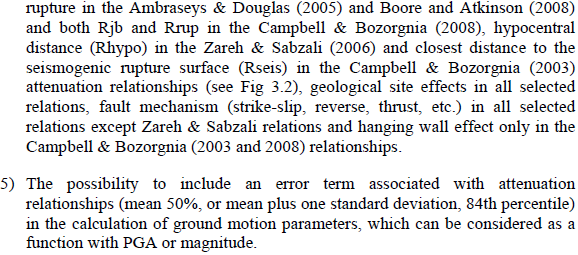 rupture in the Ambraseys & Douglas (2005) and Boore and Atkinson (2008)
and both Rjb and Rrup in the Campbell & Bozorgnia (2008), hypocentral
distance (Rhypo) in the Zareh & Sabzali (2006) and closest distance to the
seismogenic rupture surface (Rseis) in the Campbell & Bozorgnia (2003)
attenuation relationships (see Fig 3.2), geological site effects in all selected
relations, fault mechanism (strike-slip, reverse, thrust, etc.) in all selected
relations except Zareh & Sabzali relations and hanging wall effect only in the
Campbell & Bozorgnia (2003 and 2008) relationships.
5) The possibility to include an error term associated with attenuation
relationships (mean 50%, or mean plus one standard deviation, 84th percentile)
in the calculation of ground motion parameters, which can be considered as a
function with PGA or magnitude.